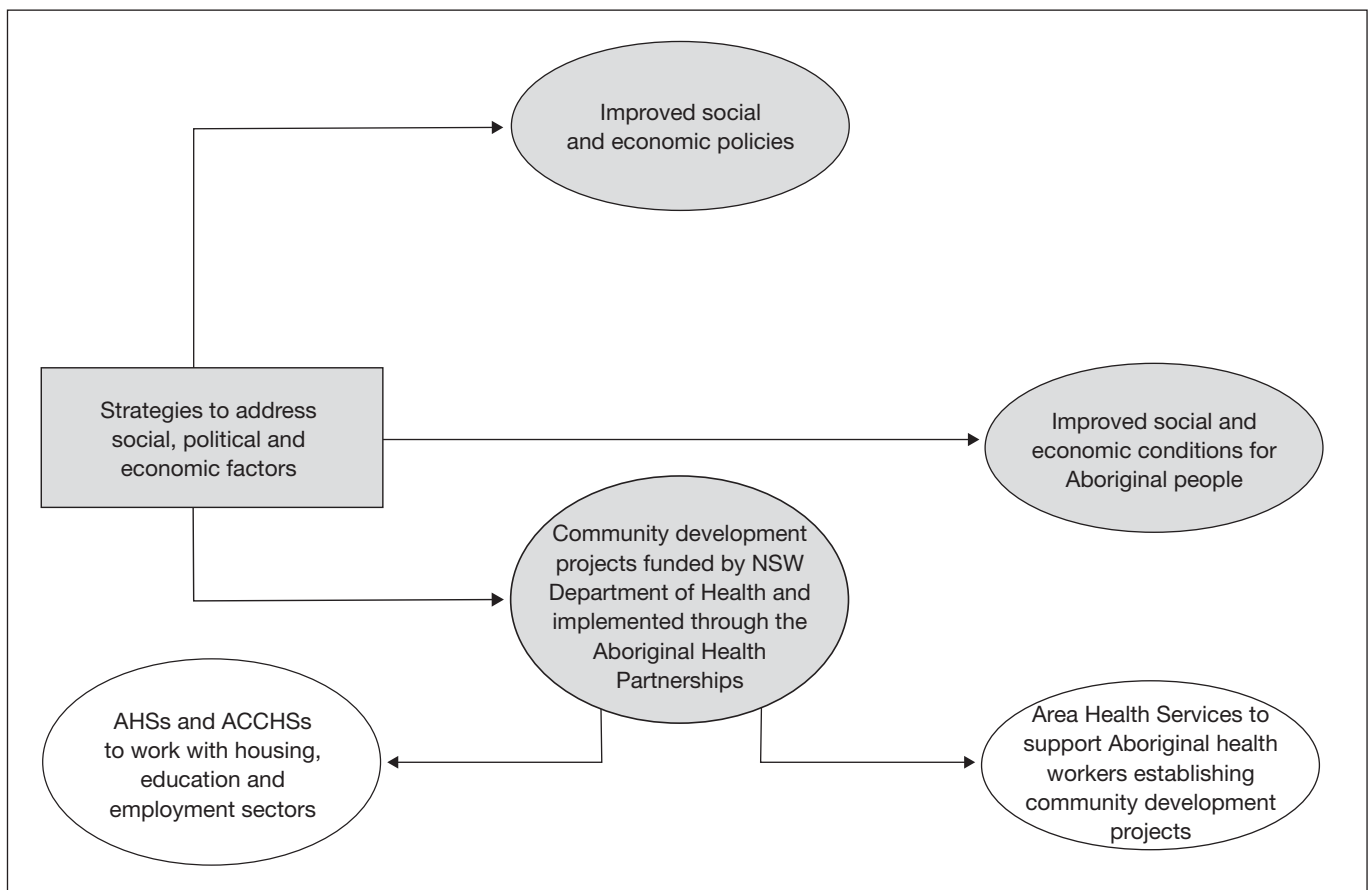 Improved social
and economic policies
Strategies to address
social, political and
economic factors
Improved social and
economic conditions for
Aboriginal people
Community development
projects funded by NSW
Department of Health and
implemented through the
Aboriginal Health
Partnerships
AHSs and ACCHSs
to work with housing,
education and
employment sectors
Area Health Services to
support Aboriginal health
workers establishing
community development
projects